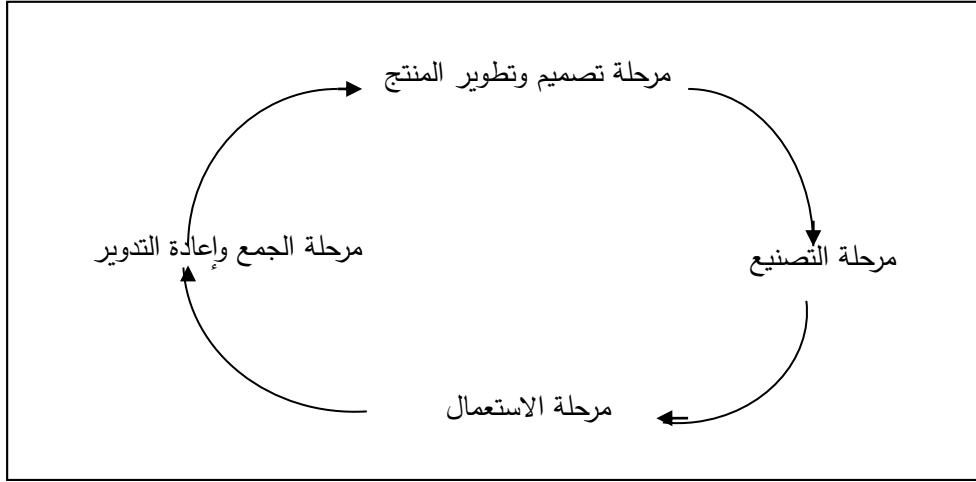 مرحلة تصميم وتطوير المنتج
مرحلة التصنيع
مرحلة الاستعمال
مرحلة الجمع وإعادة التدوير